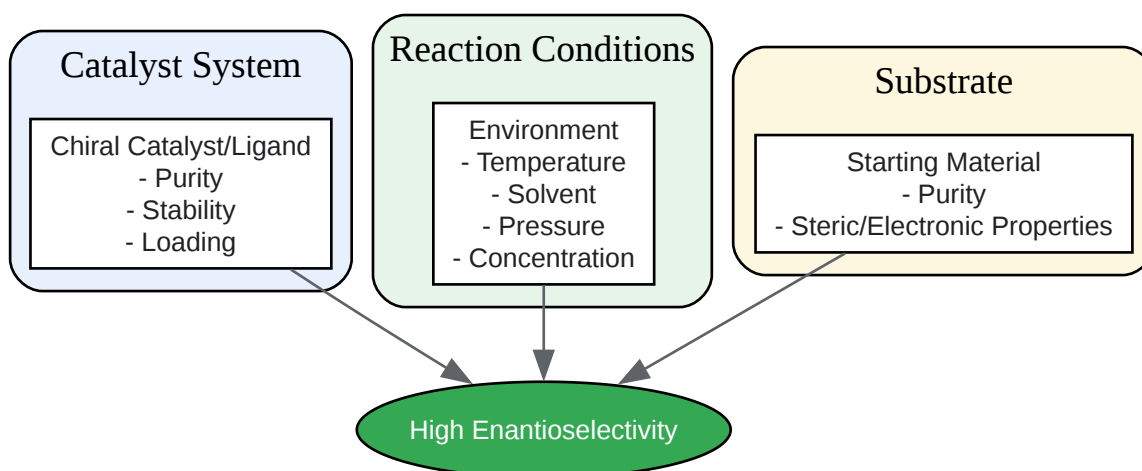 Catalyst System
Chiral Catalyst/Ligand
- Purity
- Stability
- Loading
Reaction Conditions
Environment
- Temperature
- Solvent
- Pressure
- Concentration
Substrate
Starting Material
- Purity
- Steric/Electronic Properties
High Enantioselectivity